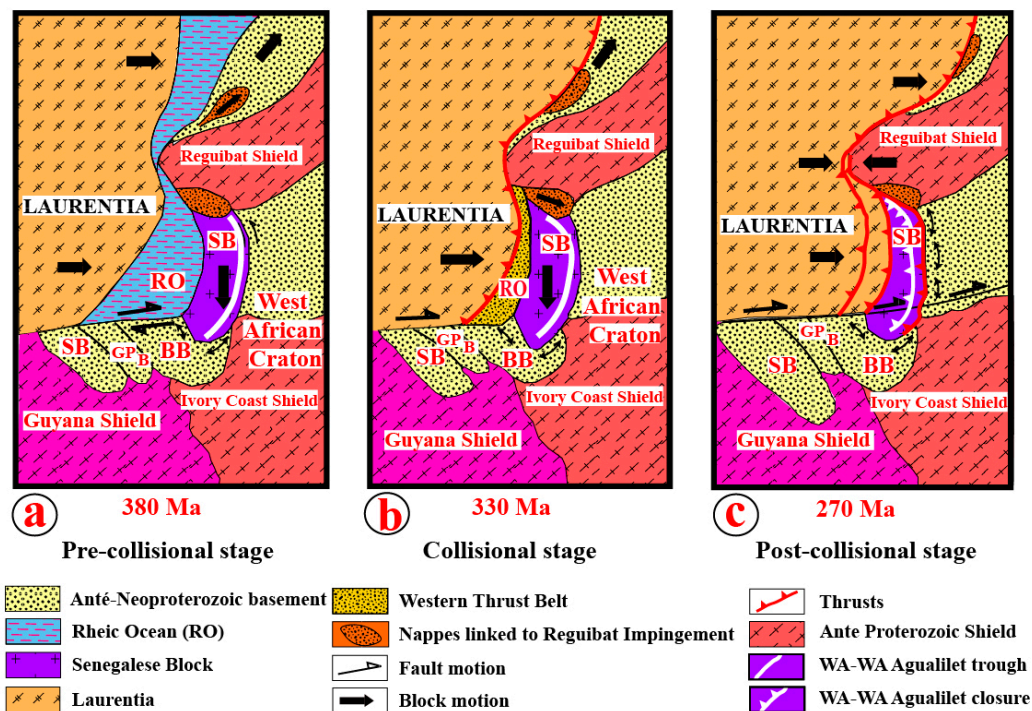 Reguibat Shield
LAURENTIA
SB
RO
West
African
Craton
SB
GP
B
BB
Ivory Coast Shield
Guyana Shield
a
380 Ma
Pre-collisional stage
Reguibat Shield
LAURENTIA
SB
RO
West
African
Craton
SB
GP
B
BB
Ivory Coast Shield
Guyana Shield
b
330 Ma
Collisional stage
Reguibat Shield
LAURENTIA
SB
SB
GP
B
BB
Ivory Coast Shield
Guyana Shield
c
270 Ma
Post-collisional stage
Anté-Neoproterozoic basement
Rheic Ocean (RO)
Senegalese Block
Laurentia
Western Thrust Belt
Nappes linked to Reguibat Impingement
Fault motion
Block motion
Thrusts
Ante Proterozoic Shield
WA-WA Agualilet trough
WA-WA Agualilet closure